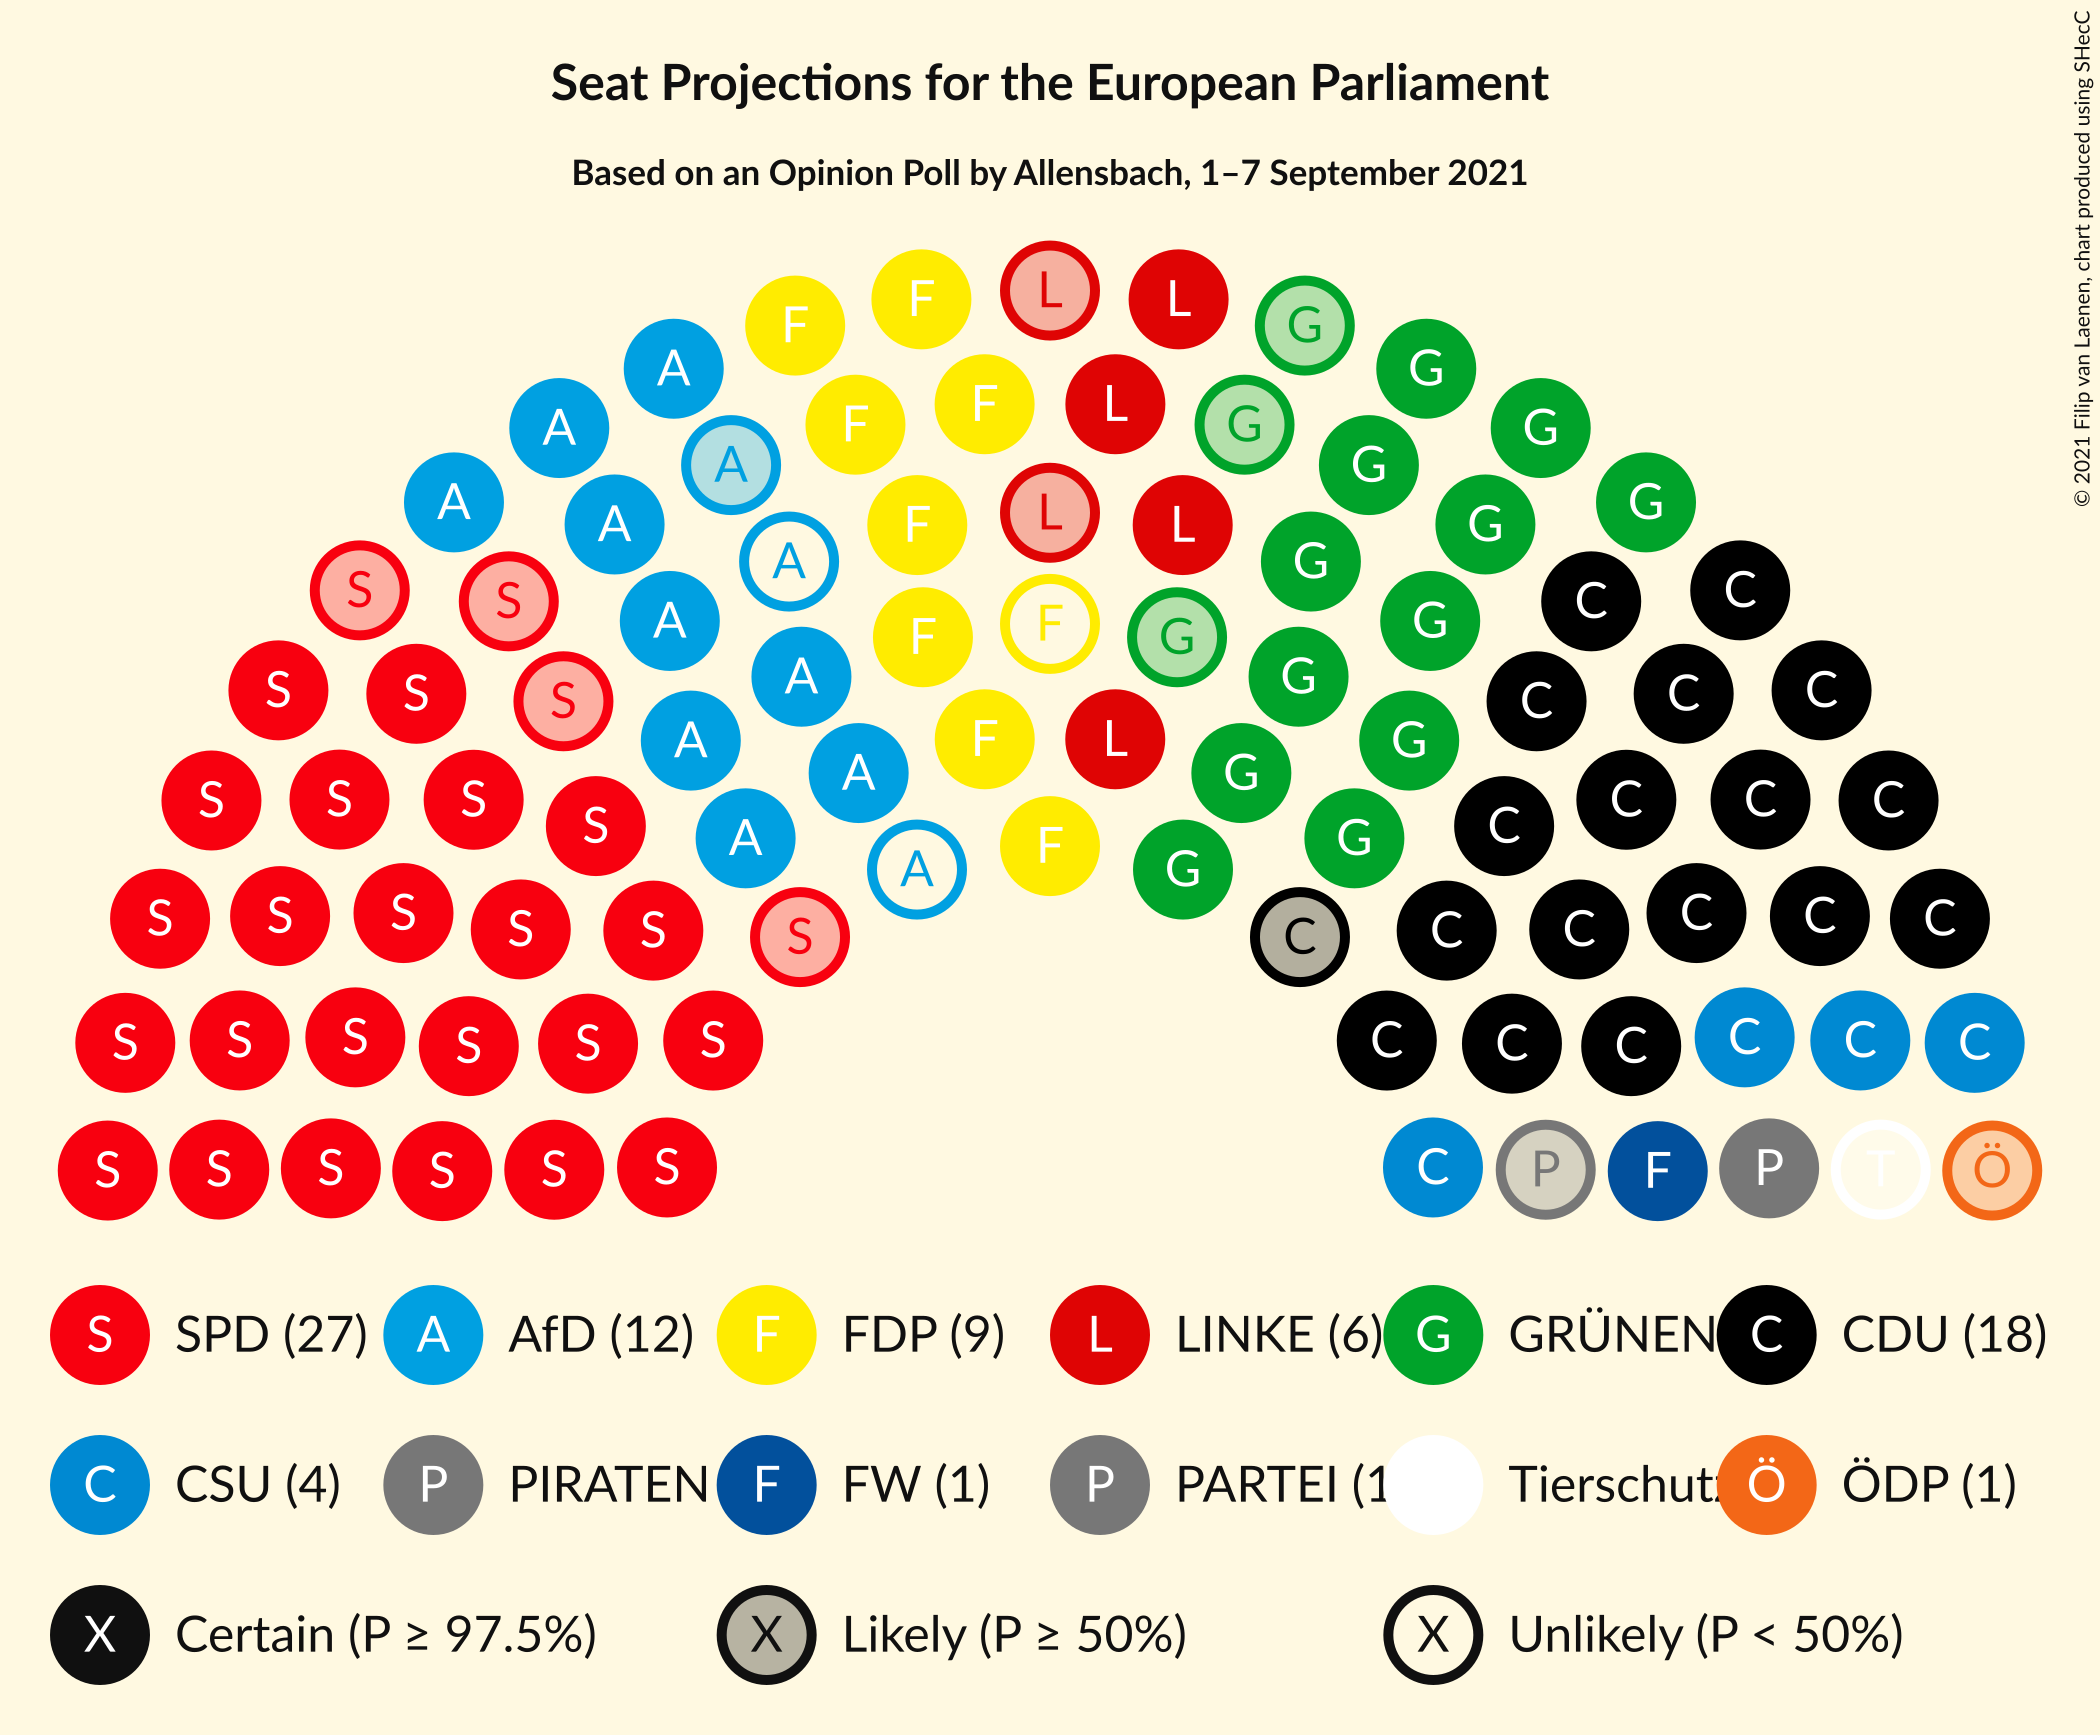 Seat Projections for the European Parliament
Based on an Opinion Poll by Allensbach, 1–7 September 2021
© 2021 Filip van Laenen, chart produced using SHecC
L
F L
F G
A G
F L
A F G G
A G
A G
A F L G
A G
S A F G
S A G C C
A F G
S A G C
S S C C
S A F L G C
A G
S S S C C C
S A F G C
A G
S S S S S S C C C C C C
S S S S S S C C C C C C
S S S S S S C P F P T Ö
S SPD (27) A AfD (12) F FDP (9) L LINKE (6) G GRÜNEN C CDU (18)
C CSU (4) P PIRATEN F FW (1) P PARTEI (1 Tierschutz Ö ÖDP (1)
X Certain (P ≥ 97.5%) X Likely (P ≥ 50%) X Unlikely (P < 50%)